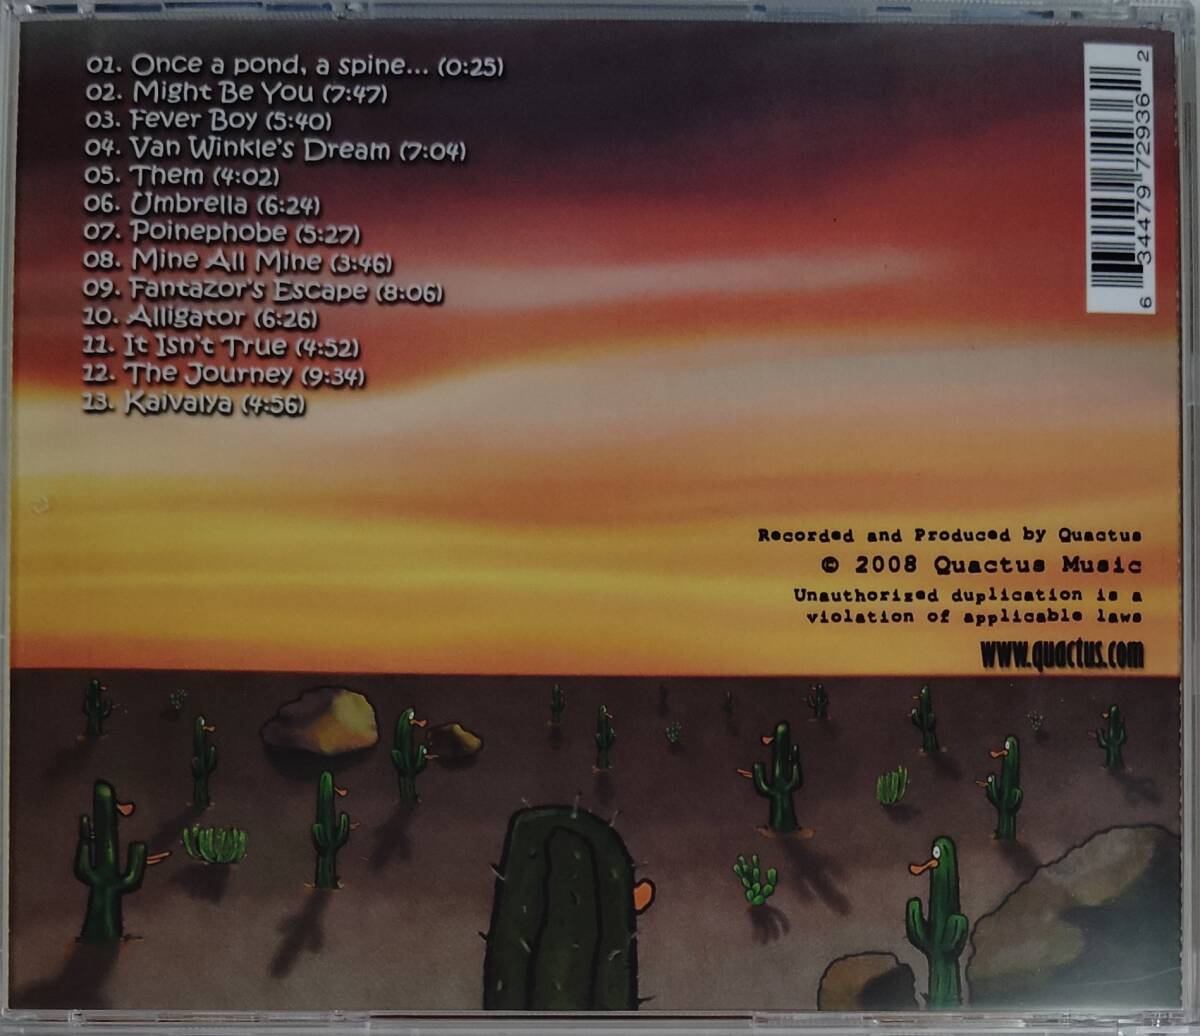 01. Once a pond, a spine... (0:25)
02. Might Be You (7:47)
03. Fever Boy (5:40)
04. Van Winkle's Dream (7:04)
05. Them (4:02)
06. Umbrella (6:24)
07. Poinephobe (5:27)
08. Mine All Mine (3:46)
09. Fantazor's Escape (8:06)
10. Alligator (6:26)
11. It Isn't True (4:52)
12. The Journey (9:34)
13. Kaivalya (4:56)
6 34479 72936 2
Recorded and Produced by Quactus
© 2008 Quactus Music
Unauthorized duplication is a
violation of applicable laws
www.quactus.com